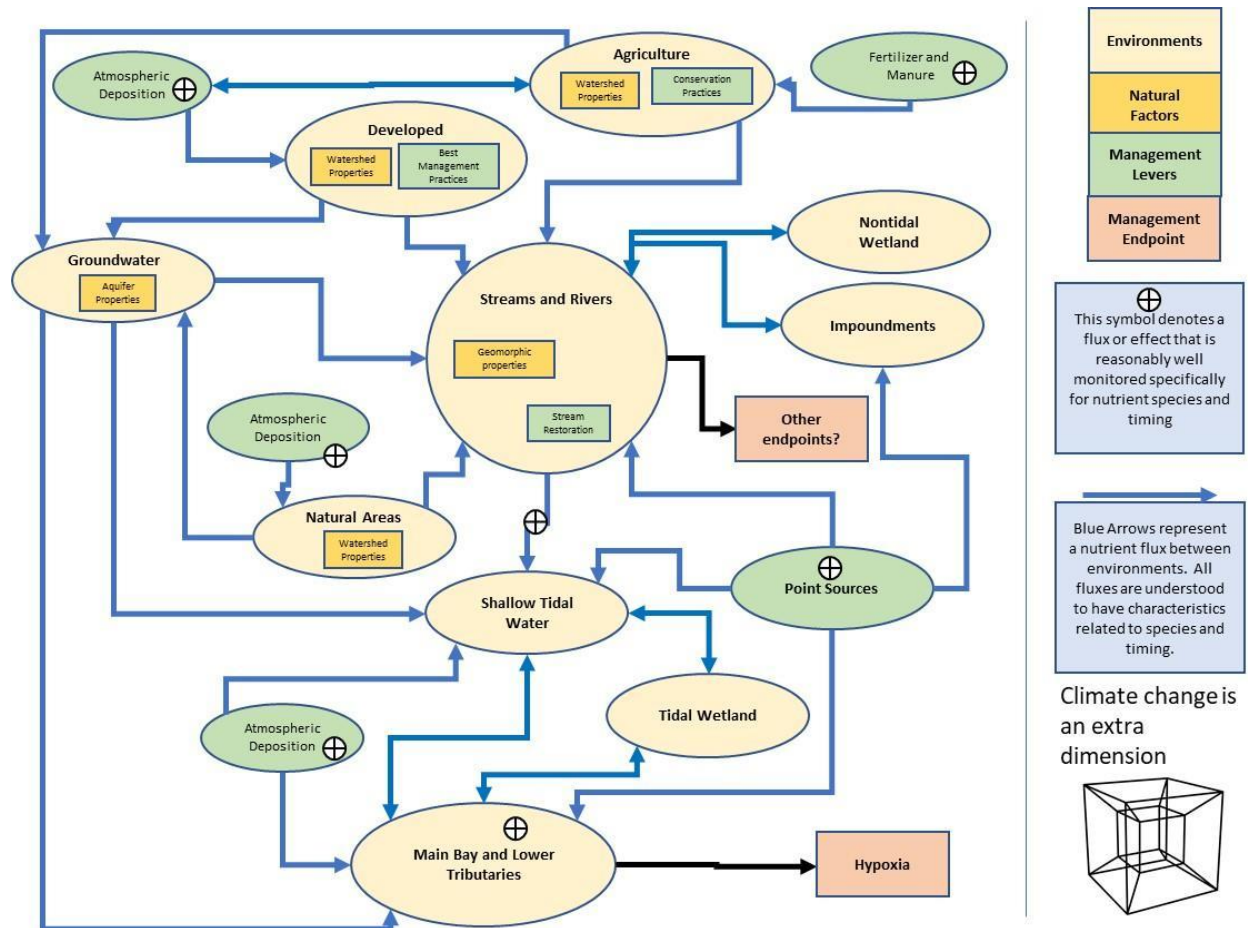 Agriculture
Watershed
Properties
Conservation
Practices
Fertilizer and
Manure
Atmospheric
Deposition
Developed
Watershed
Properties
Best
Management
Practices
Nontidal
Wetland
Groundwater
Aquifer
Properties
Streams and Rivers
Geomorphic
properties
Stream
Restoration
Impoundments
Other
endpoints?
Atmospheric
Deposition
Natural Areas
Watershed
Properties
Shallow Tidal
Water
Point Sources
Tidal Wetland
Atmospheric
Deposition
Main Bay and Lower
Tributaries
Hypoxia
Environments
Natural
Factors
Management
Levers
Management
Endpoint
This symbol denotes a
flux or effect that is
reasonably well
monitored specifically
for nutrient species and
timing
Blue Arrows represent
a nutrient flux between
environments. All
fluxes are understood
to have characteristics
related to species and
timing.
Climate change is
an extra
dimension